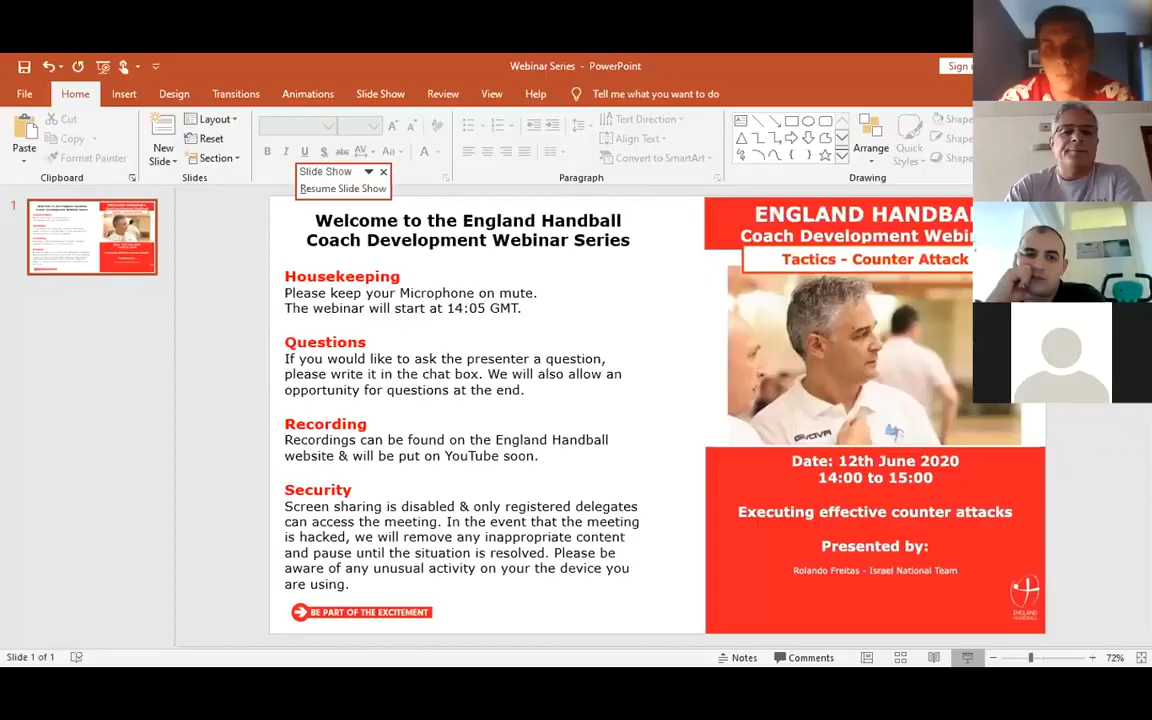 Webinar Series - PowerPoint
Sign
File Home Insert Design Transitions Animations Slide Show Review View Help Tell me what you want to do
Paste
Cut
Copy
Format Painter
Clipboard
New
Slide
Layout
Reset
Section
Slides
Slide Show
Resume Slide Show
Text Direction
Align Text
Convert to SmartArt
Paragraph
Arrange
Quick
Styles
Drawing
1
Welcome to the England Handball
Coach Development Webinar Series
Housekeeping
Please keep your Microphone on mute.
The webinar will start at 14:05 GMT.
Questions
If you would like to ask the presenter a question,
please write it in the chat box. We will also allow an
opportunity for questions at the end.
Recording
Recordings can be found on the England Handball
website & will be put on YouTube soon.
Security
Screen sharing is disabled & only registered delegates
can access the meeting. In the event that the meeting
is hacked, we will remove any inappropriate content
and pause until the situation is resolved. Please be
aware of any unusual activity on your the device you
are using.
BE PART OF THE EXCITEMENT
ENGLAND HANDBA
Coach Development Webin
Tactics - Counter Attack
GIVOVA
Date: 12th June 2020
14:00 to 15:00
Executing effective counter attacks
Presented by:
Rolando Freitas - Israel National Team
ENGLAND
HANDBALL
Slide 1 of 1
Notes
Comments
72%